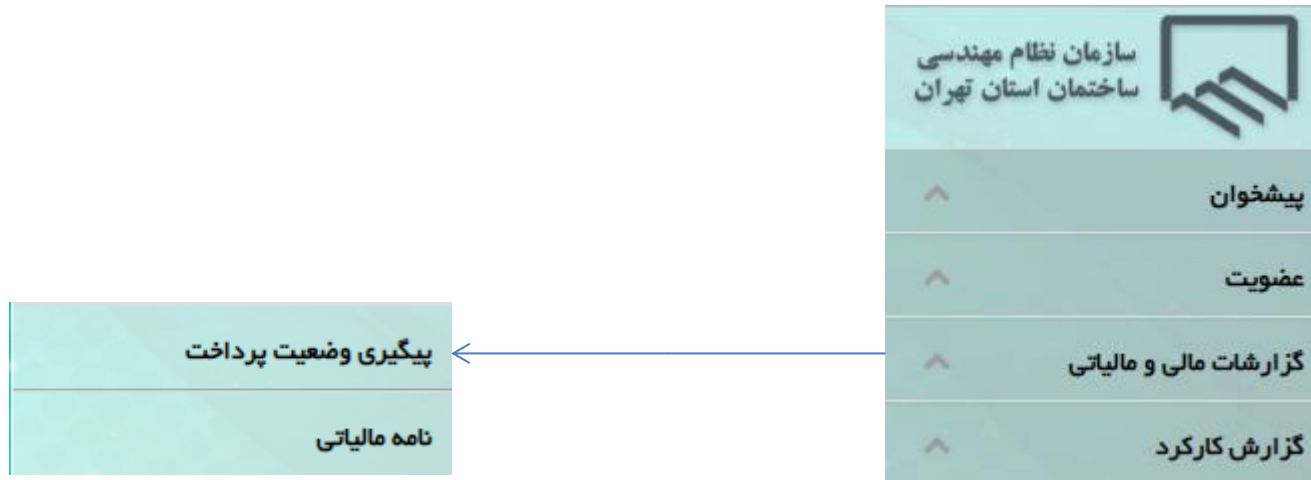 سازمان نظام مهندسی
ساختمان استان تهران
پیشخوان
عضویت
گزارشات مالی و مالیاتی
گزارش کارکرد
پیگیری وضعیت پرداخت
نامه مالیاتی